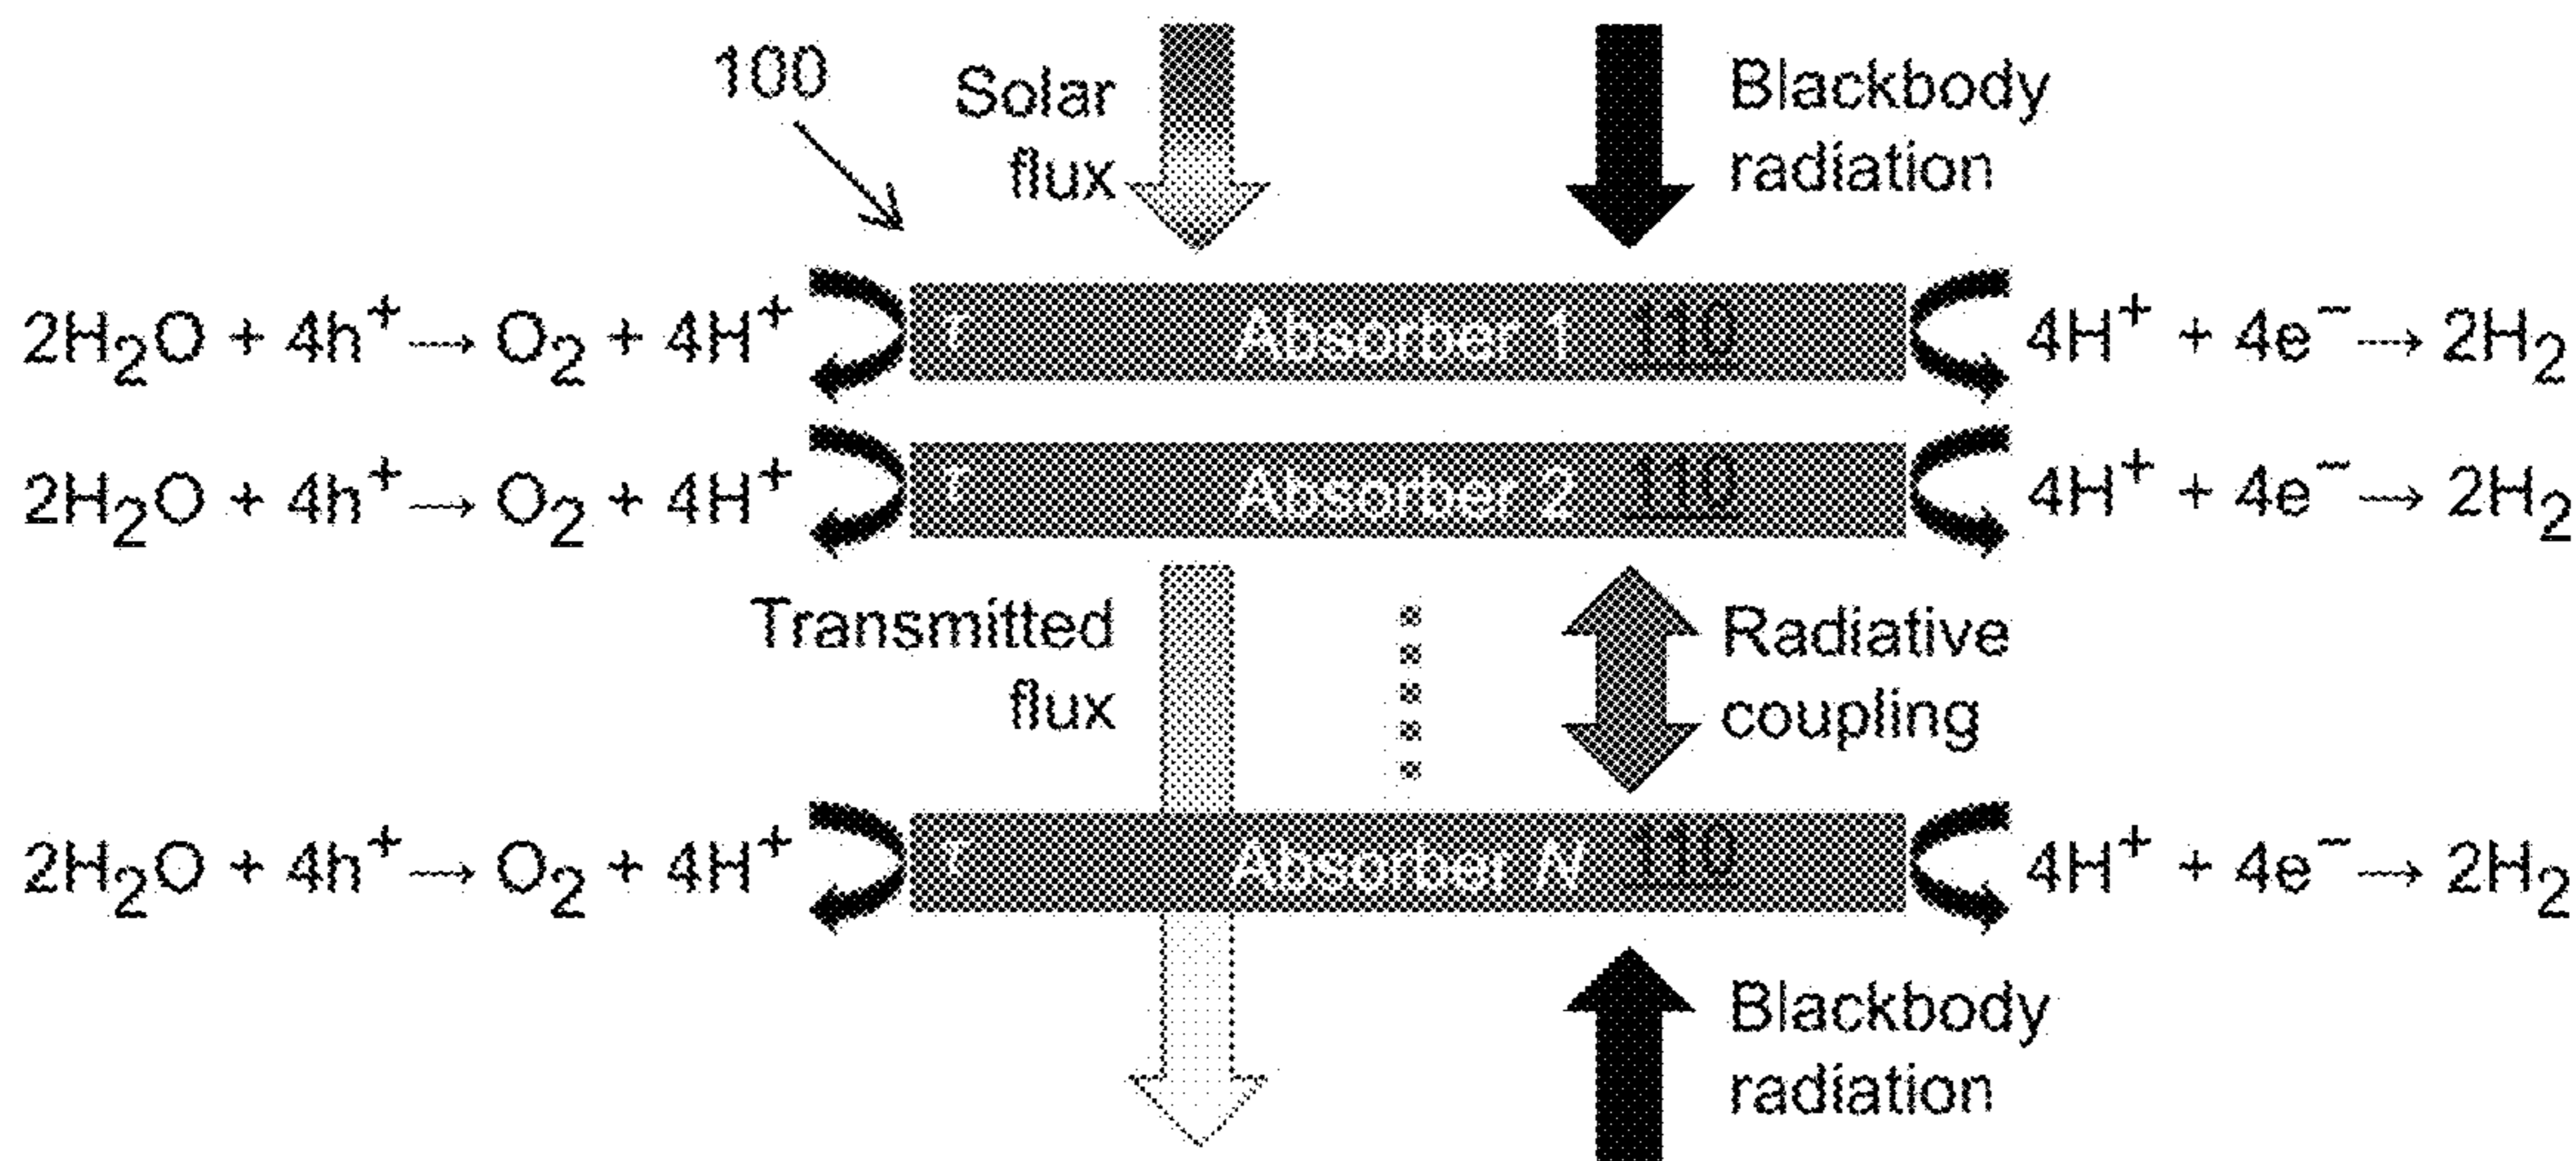 100
Solar
flux
Blackbody
radiation
2H₂O + 4h⁺ → O₂ + 4H⁺
T
Absorber 1 110
4H⁺ + 4e⁻ → 2H₂
2H₂O + 4h⁺ → O₂ + 4H⁺
T
Absorber 2 110
4H⁺ + 4e⁻ → 2H₂
Transmitted
flux
Radiative
coupling
2H₂O + 4h⁺ → O₂ + 4H⁺
T
Absorber N 110
4H⁺ + 4e⁻ → 2H₂
Blackbody
radiation